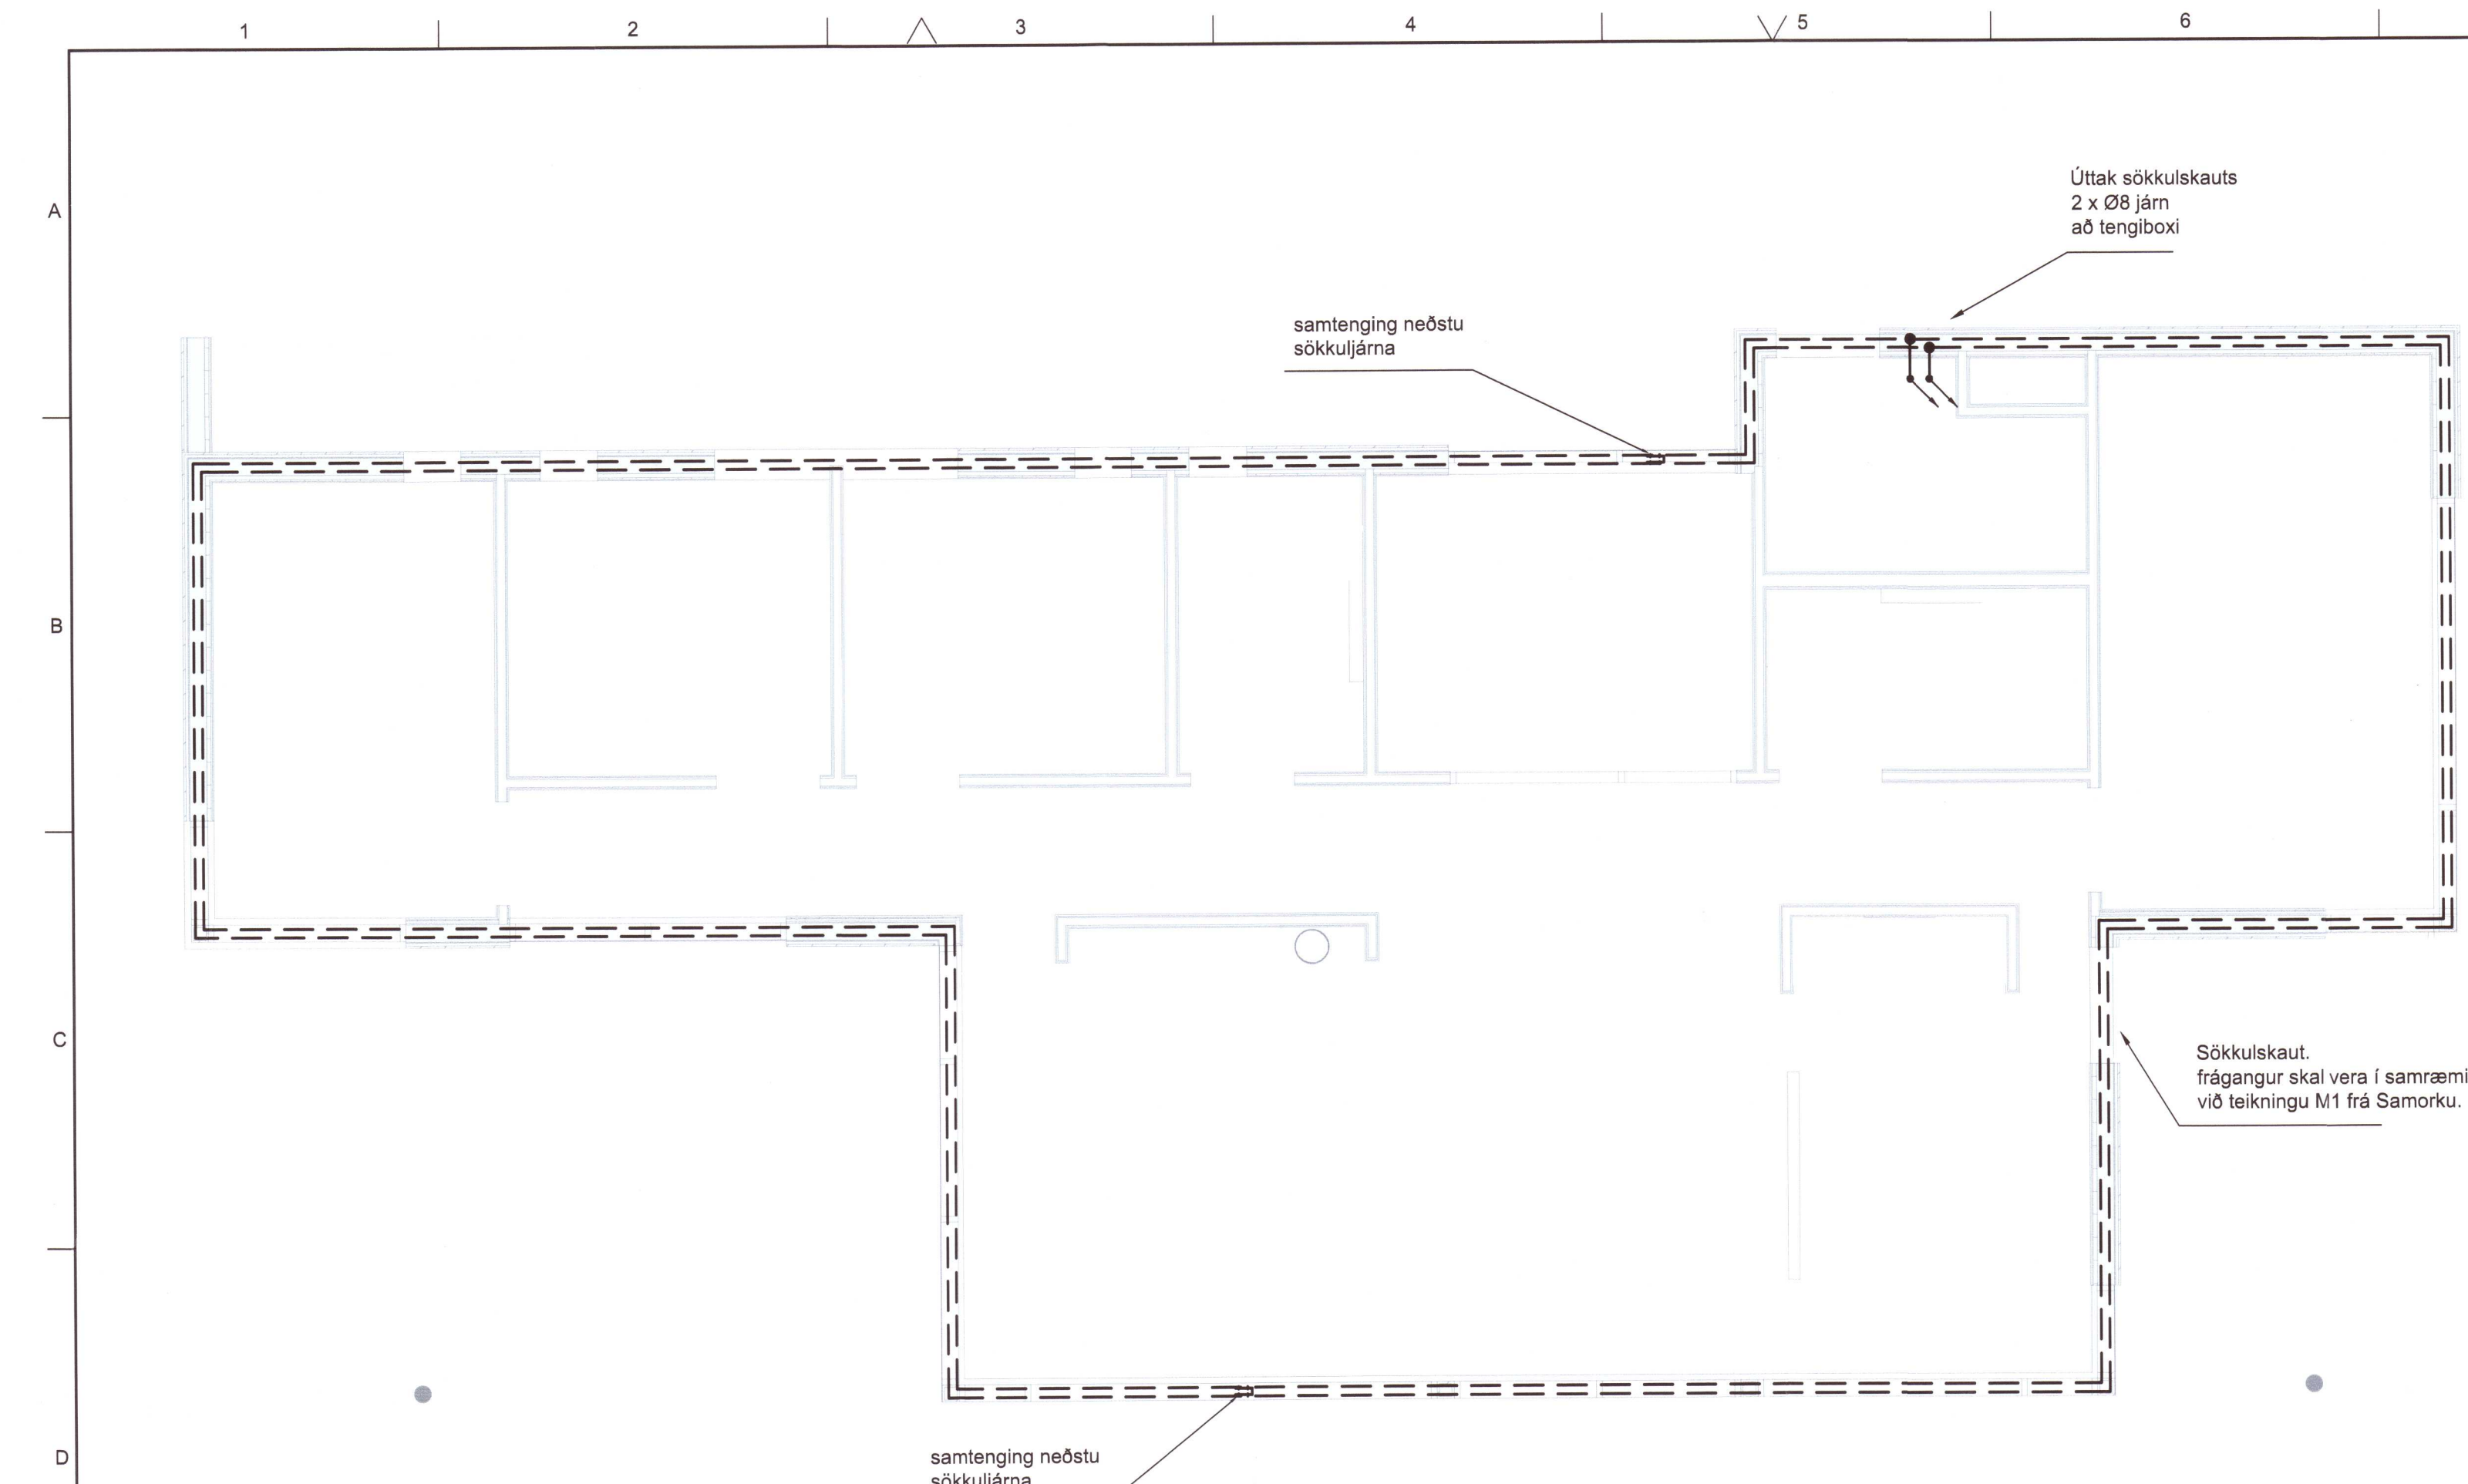 1 2 3 4 5 6
A
Úttak sökkulskauts
2 x Ø8 járn
að tengiboxi
samtenging neðstu
sökkuljárna
B
C
Sökkulskaut.
frágangur skal vera í samræmi
við teikningu M1 frá Samorku.
D
samtenging neðstu
sökkuljárna